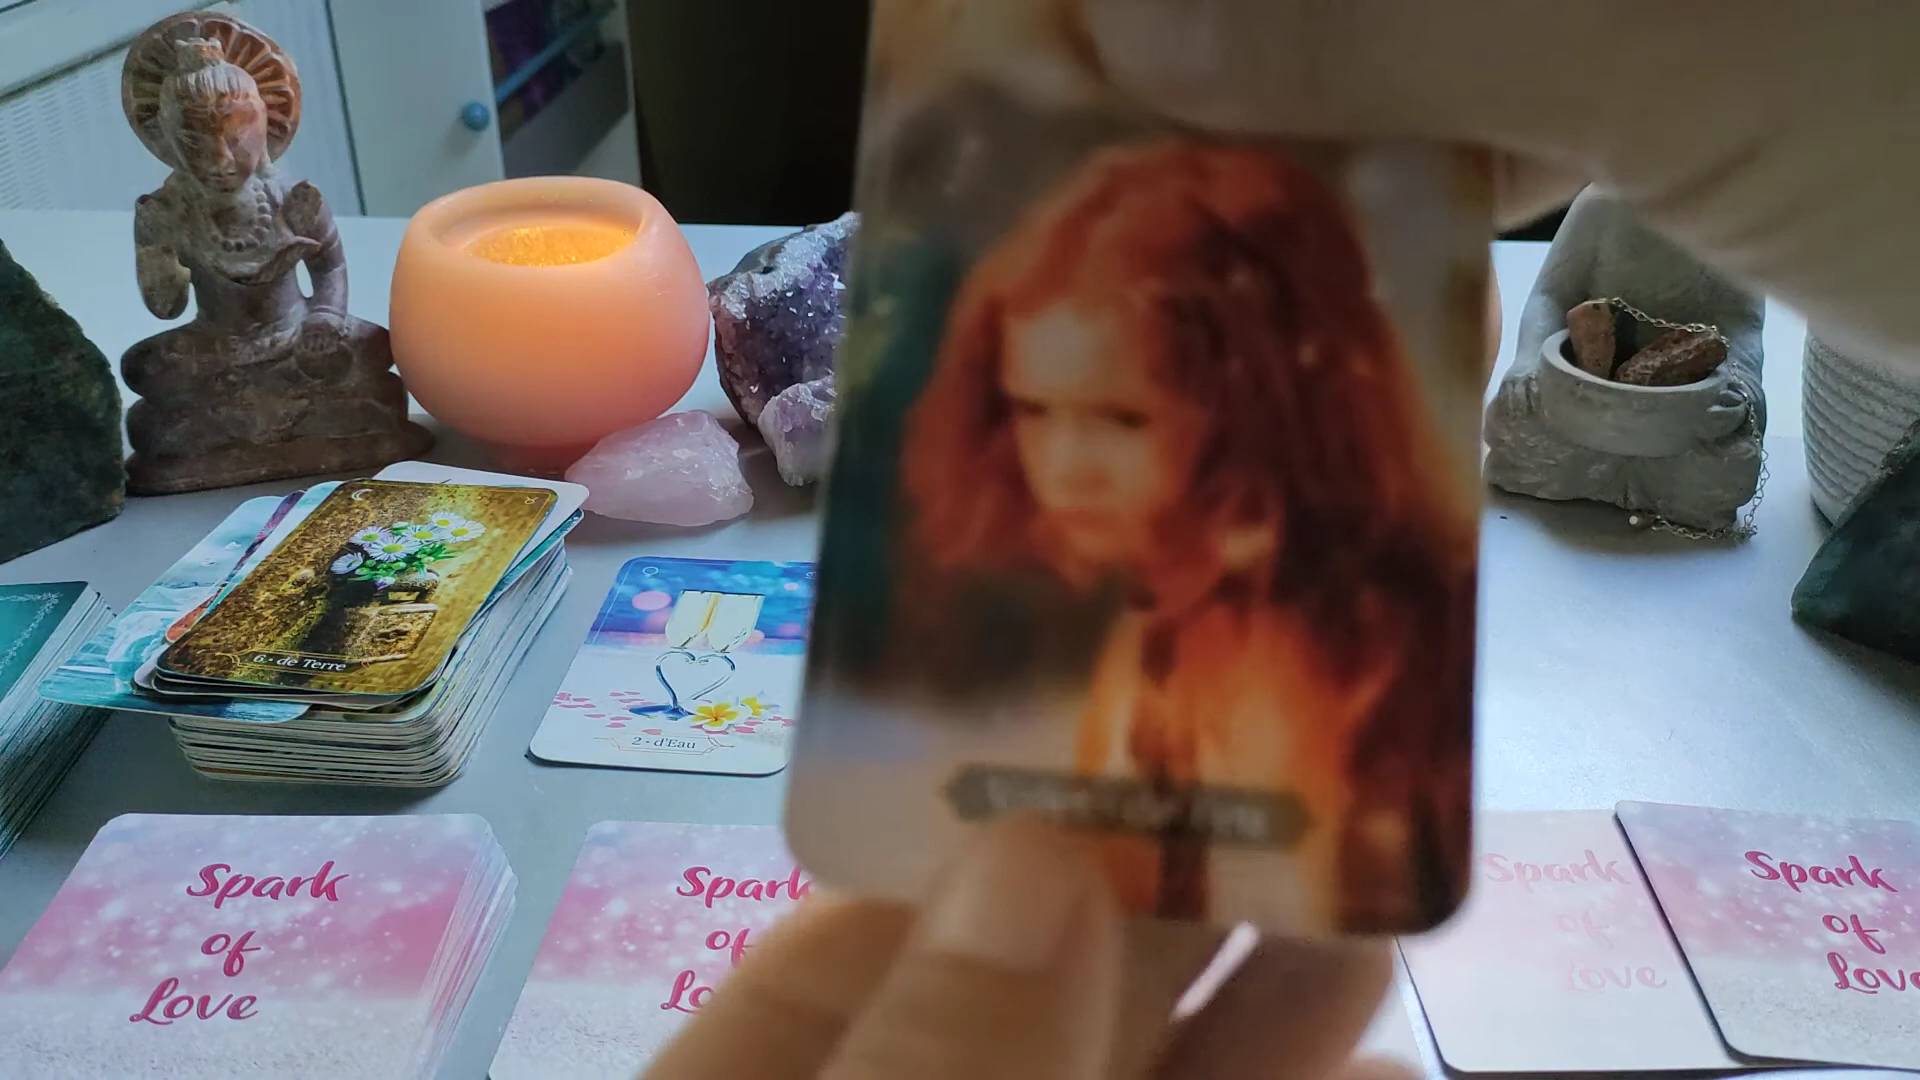 6 • de Terre
2 • d'Eau
Spark
of
Love
Spark
of
Lo
Spark
of
Love
Spark
of
Love